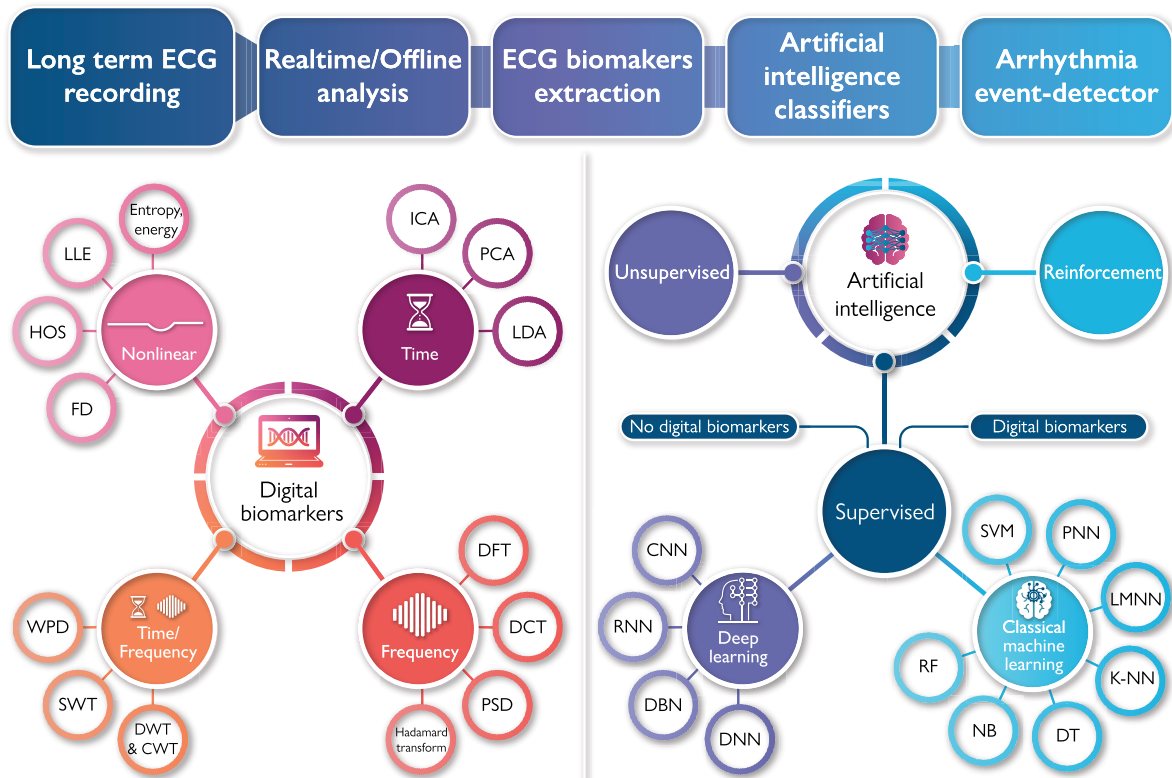 Long term ECG
recording
Realtime/Offline
analysis
ECG biomakers
extraction
Artificial
intelligence
classifiers
Arrhythmia
event-detector
Entropy,
energy
LLE
HOS
FD
Nonlinear
ICA
PCA
LDA
Time
Digital
biomarkers
WPD
SWT
DWT
& CWT
Time/
Frequency
DFT
DCT
PSD
Hadamard
transform
Frequency
Unsupervised
Artificial
intelligence
Reinforcement
No digital biomarkers
Digital biomarkers
Supervised
CNN
RNN
DBN
DNN
Deep
learning
SVM
PNN
LMNN
K-NN
DT
NB
RF
Classical
machine
learning